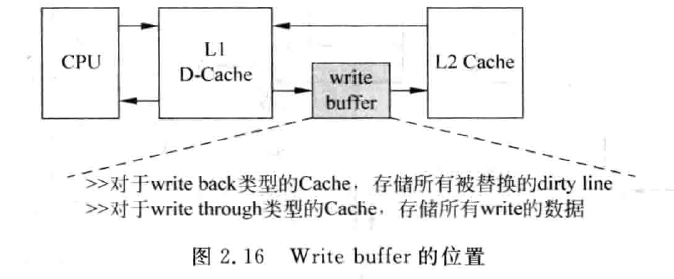 CPU
L1
D-Cache
write
buffer
L2 Cache
>>对于write back类型的Cache，存储所有被替换的dirty line
>>对于write through类型的Cache，存储所有write的数据
图 2.16 Write buffer 的位置